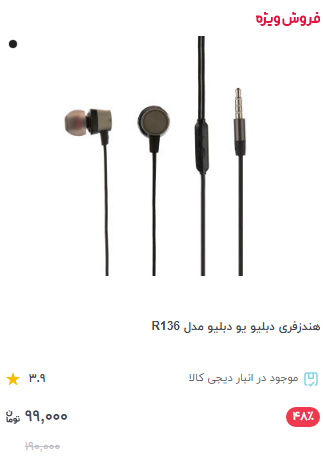 فروش ویژه
هندزفری دبلیو یو دبلیو مدل R136
موجود در انبار دیجی کالا
۳.۹
۴۸٪
۹۹,۰۰۰ تومان
۱۹۰,۰۰۰